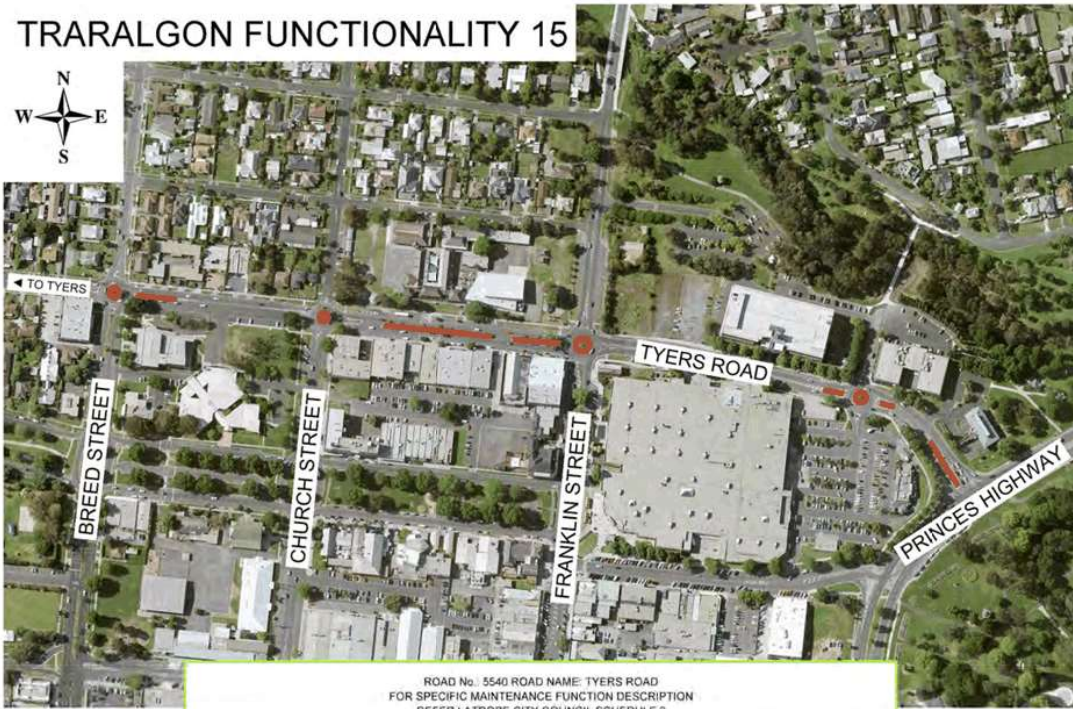 TRARALGON FUNCTIONALITY 15
N
W E
S
◄ TO TYERS
TYERS ROAD
BREED STREET
CHURCH STREET
FRANKLIN STREET
PRINCES HIGHWAY
ROAD No.: 5540 ROAD NAME: TYERS ROAD
FOR SPECIFIC MAINTENANCE FUNCTION DESCRIPTION